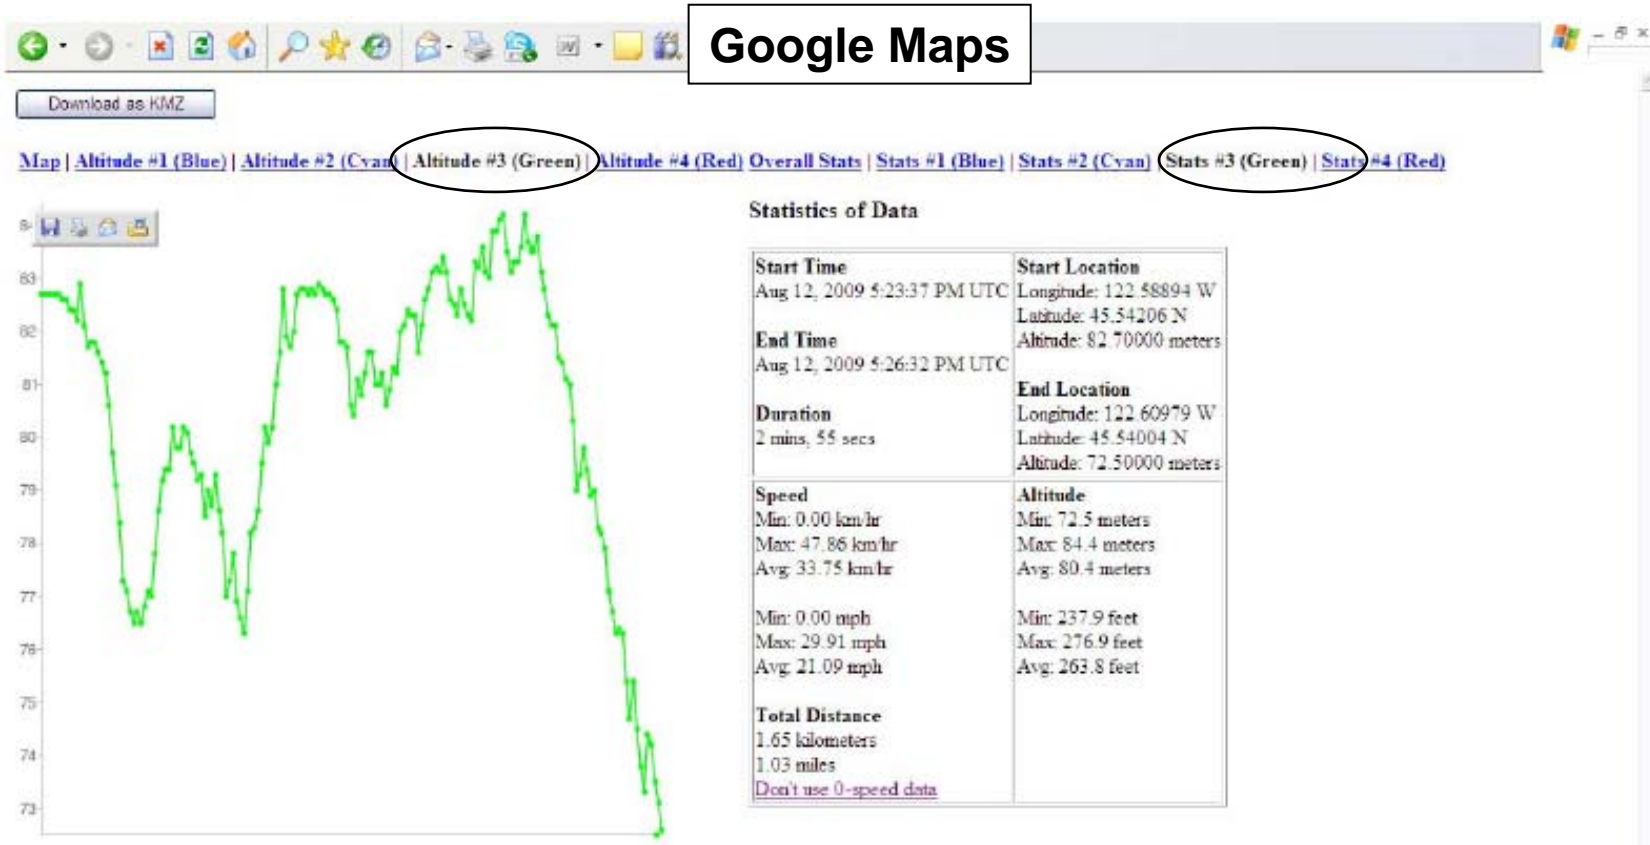 Google Maps
Download as KMZ
Map | Altitude #1 (Blue) | Altitude #2 (Cyan) | Altitude #3 (Green) | Altitude #4 (Red) Overall Stats | Stats #1 (Blue) | Stats #2 (Cyan) | Stats #3 (Green) | Stats #4 (Red)
Statistics of Data
Start Time
Aug 12, 2009 5:23:37 PM UTC
End Time
Aug 12, 2009 5:26:32 PM UTC
Duration
2 mins, 55 secs
Start Location
Longitude: 122.58894 W
Latitude: 45.54206 N
Altitude: 82.70000 meters
End Location
Longitude: 122.60979 W
Latitude: 45.54004 N
Altitude: 72.50000 meters
Speed
Min: 0.00 km/hr
Max: 47.86 km/hr
Avg: 33.75 km/hr
Min: 0.00 mph
Max: 29.91 mph
Avg: 21.09 mph
Total Distance
1.65 kilometers
1.03 miles
Don't use 0-speed data
Altitude
Min: 72.5 meters
Max: 84.4 meters
Avg: 80.4 meters
Min: 237.9 feet
Max: 276.9 feet
Avg: 263.8 feet
83
82
81
80
79
78
77
76
75
74
73